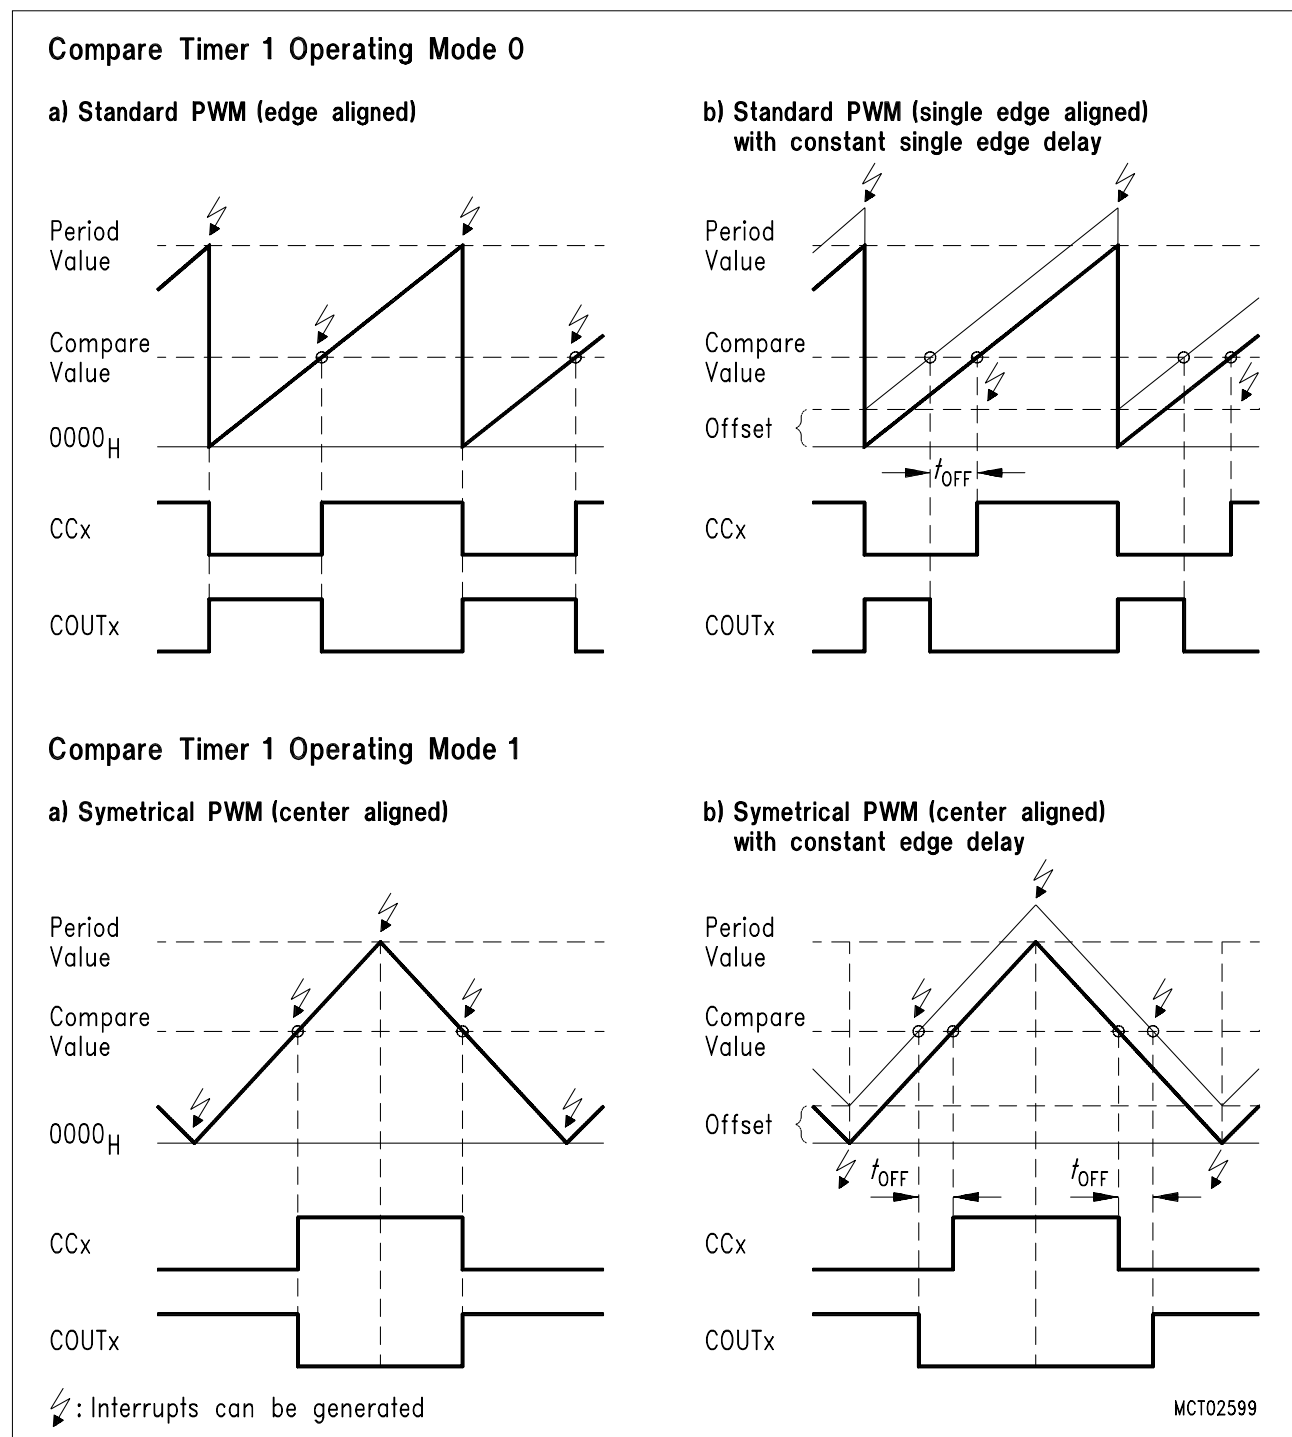 Compare Timer 1 Operating Mode 0
a) Standard PWM (edge aligned)
Period
Value
Compare
Value
0000H
CCx
COUTx
b) Standard PWM (single edge aligned)
with constant single edge delay
Period
Value
Compare
Value
Offset
tOFF
CCx
COUTx
Compare Timer 1 Operating Mode 1
a) Symetrical PWM (center aligned)
Period
Value
Compare
Value
0000H
CCx
COUTx
b) Symetrical PWM (center aligned)
with constant edge delay
Period
Value
Compare
Value
Offset
tOFF tOFF
CCx
COUTx
: Interrupts can be generated
MCT02599